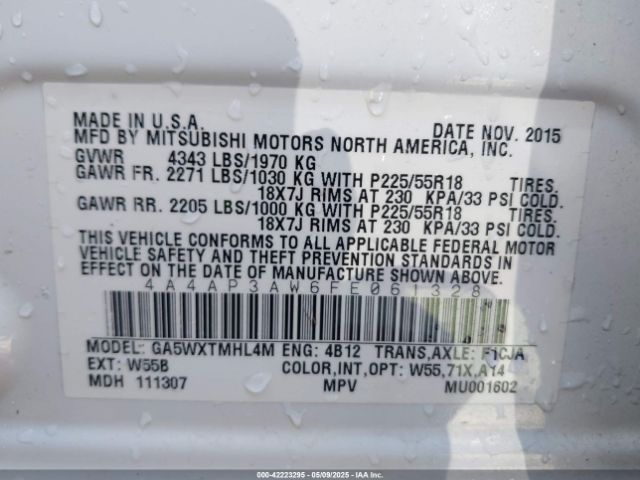 MADE IN U.S.A. DATE NOV. 2015
MFD BY MITSUBISHI MOTORS NORTH AMERICA, INC.
GVWR 4343 LBS/1970 KG
GAWR FR. 2271 LBS/1030 KG WITH P225/55R18 TIRES.
18X7J RIMS AT 230 KPA/33 PSI COLD.
GAWR RR. 2205 LBS/1000 KG WITH P225/55R18 TIRES.
18X7J RIMS AT 230 KPA/33 PSI COLD.
THIS VEHICLE CONFORMS TO ALL APPLICABLE FEDERAL MOTOR
VEHICLE SAFETY AND THEFT PREVENTION STANDARDS IN
EFFECT ON THE DATE OF MANUFACTURE SHOWN ABOVE.
4A4AP3AW6FE061328
MODEL: GA5WXTMHL4M ENG: 4B12 TRANS,AXLE: F1CJA
EXT: W55B COLOR,INT,OPT: W55,71X,A14
MDH 111307 MPV MU001602
000-42223295 - 05/09/2025 - COPYRIGHT © IAA, INC.